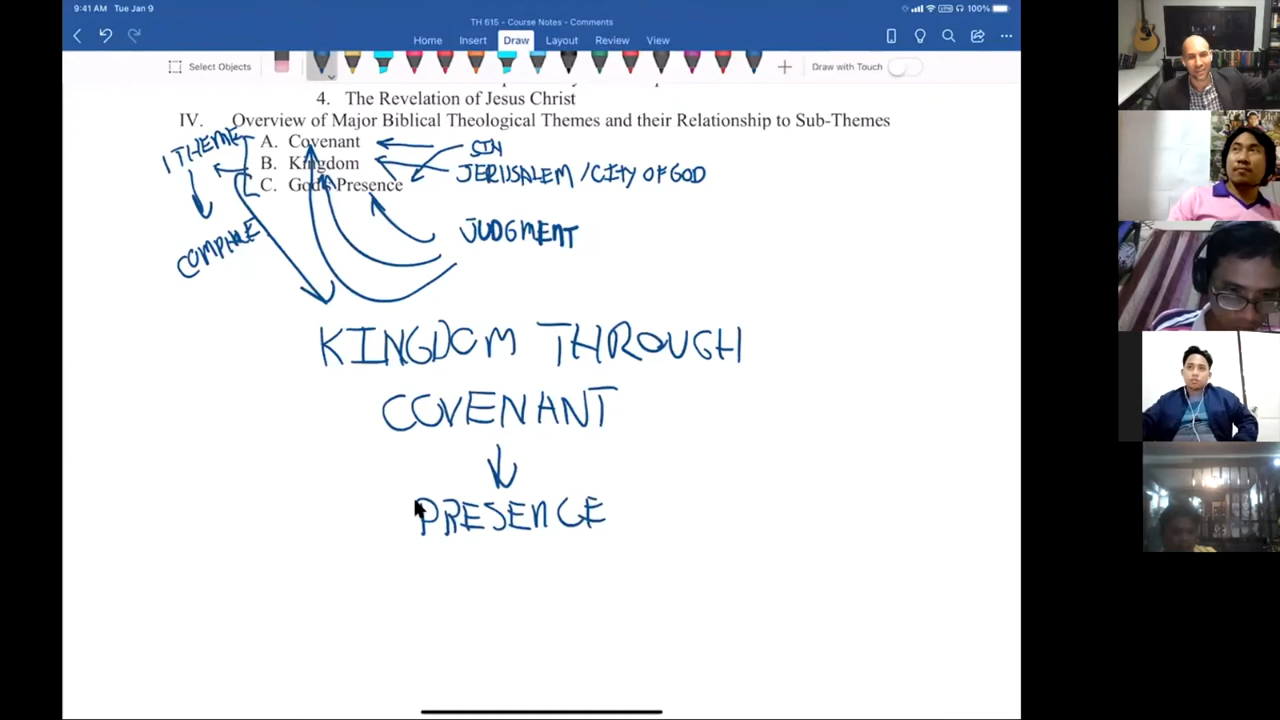 9:41 AM Tue Jan 9
100%
TH 615 - Course Notes - Comments
Home Insert Draw Layout Review View
Select Objects
Draw with Touch
4. The Revelation of Jesus Christ
IV. Overview of Major Biblical Theological Themes and their Relationship to Sub-Themes
1 THEME
A. Covenant
SIN
B. Kingdom
JERUSALEM / CITY OF GOD
C. God's Presence
JUDGMENT
KINGDOM THROUGH
COVENANT
PRESENCE